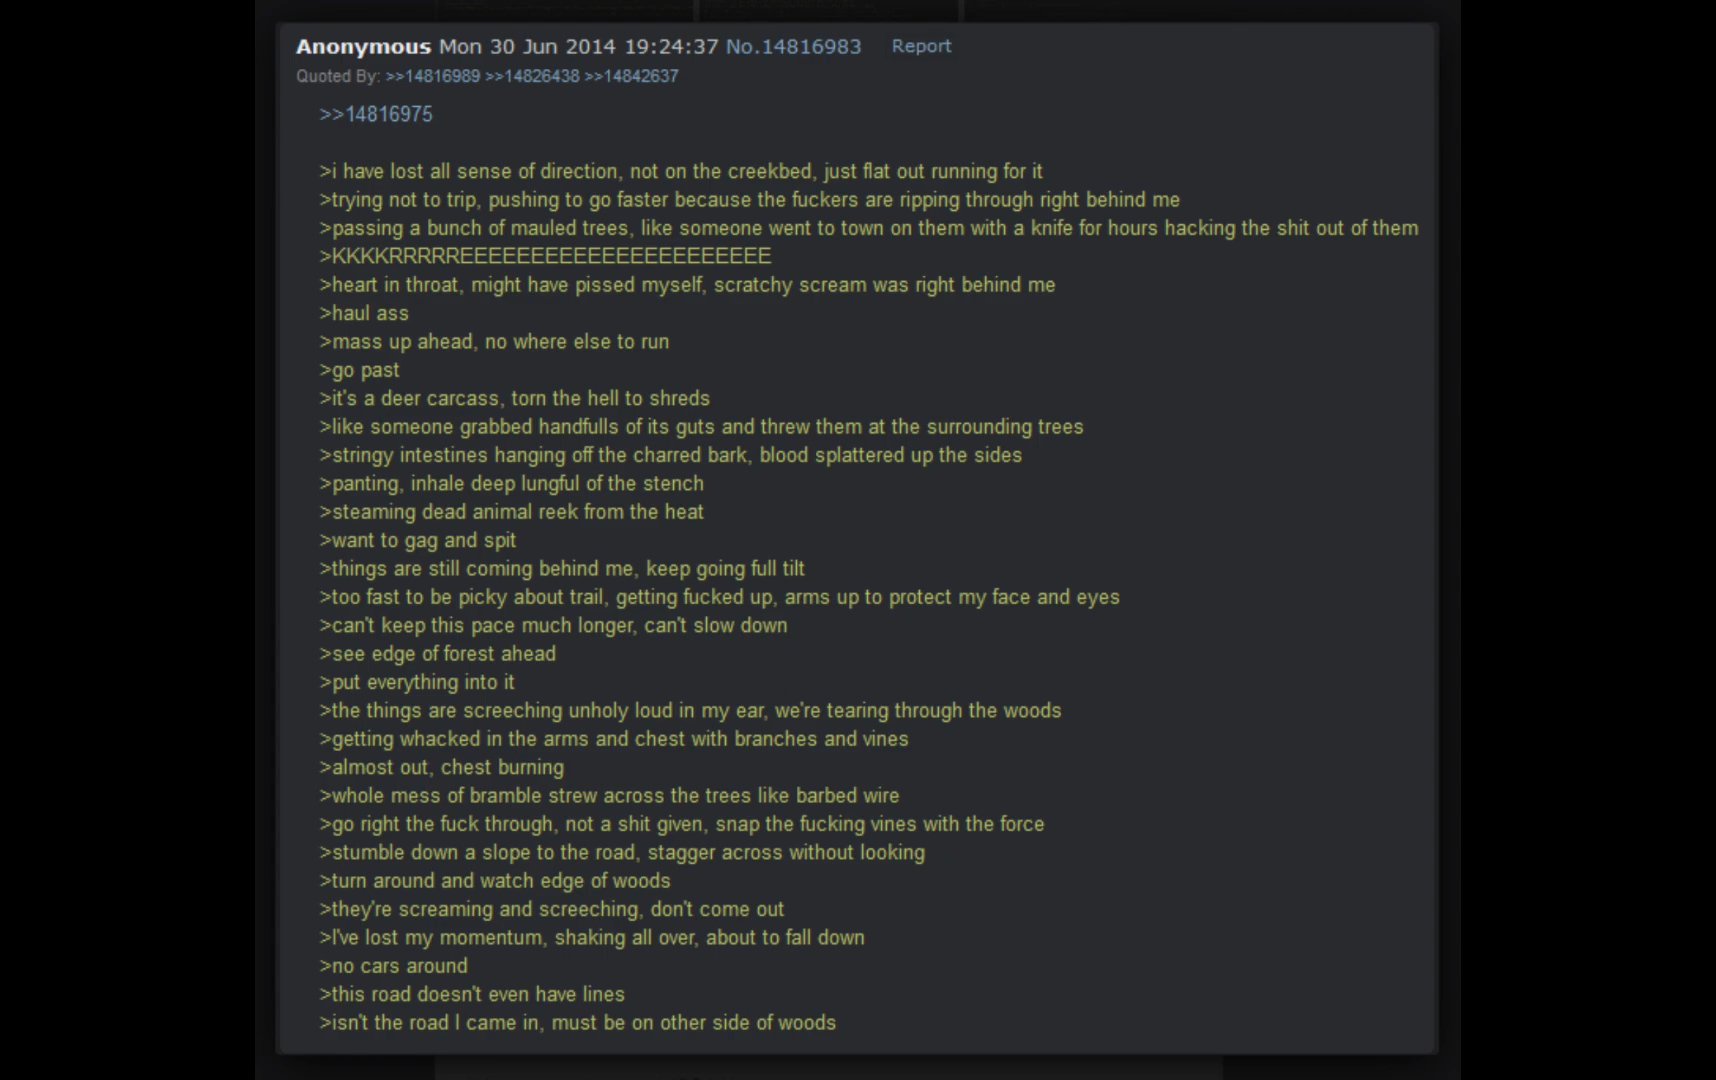 Anonymous Mon 30 Jun 2014 19:24:37 No.14816983 Report
Quoted By: >>14816989 >>14826438 >>14842637
>>14816975
>i have lost all sense of direction, not on the creekbed, just flat out running for it
>trying not to trip, pushing to go faster because the fuckers are ripping through right behind me
>passing a bunch of mauled trees, like someone went to town on them with a knife for hours hacking the shit out of them
>KKKKRRRRREEEEEEEEEEEEEEEEEEEEEE
>heart in throat, might have pissed myself, scratchy scream was right behind me
>haul ass
>mass up ahead, no where else to run
>go past
>it's a deer carcass, torn the hell to shreds
>like someone grabbed handfulls of its guts and threw them at the surrounding trees
>stringy intestines hanging off the charred bark, blood splattered up the sides
>panting, inhale deep lungful of the stench
>steaming dead animal reek from the heat
>want to gag and spit
>things are still coming behind me, keep going full tilt
>too fast to be picky about trail, getting fucked up, arms up to protect my face and eyes
>can't keep this pace much longer, can't slow down
>see edge of forest ahead
>put everything into it
>the things are screeching unholy loud in my ear, we're tearing through the woods
>getting whacked in the arms and chest with branches and vines
>almost out, chest burning
>whole mess of bramble strew across the trees like barbed wire
>go right the fuck through, not a shit given, snap the fucking vines with the force
>stumble down a slope to the road, stagger across without looking
>turn around and watch edge of woods
>they're screaming and screeching, don't come out
>I've lost my momentum, shaking all over, about to fall down
>no cars around
>this road doesn't even have lines
>isn't the road I came in, must be on other side of woods